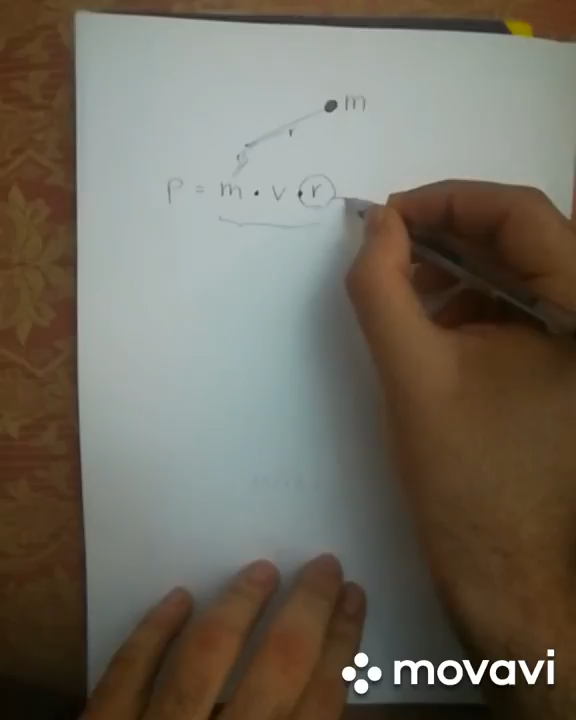 m
r
P = m · v · r
movavi